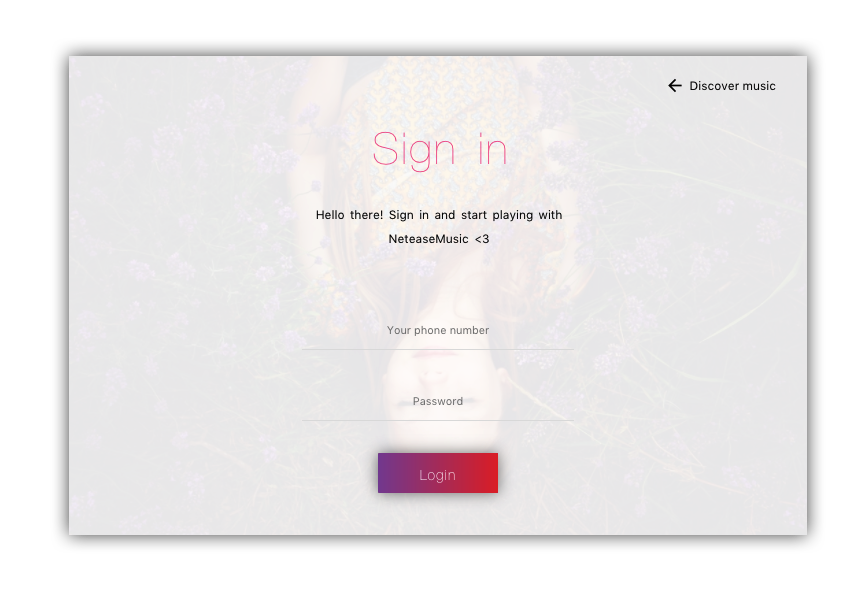 Discover music
Sign in
Hello there! Sign in and start playing with
NeteaseMusic <3
Your phone number
Password
Login